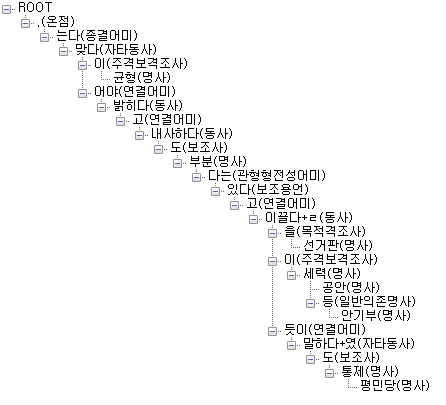 ROOT
.(온점)
는다(종결어미)
맞다(자타동사)
이(주격보격조사)
균형(명사)
어야(연결어미)
밝히다(동사)
고(연결어미)
내사하다(동사)
도(보조사)
부분(명사)
다는(관형형전성어미)
있다(보조용언)
고(연결어미)
이끌다+ㄹ(동사)
을(목적격조사)
선거판(명사)
이(주격보격조사)
세력(명사)
공안(명사)
등(일반의존명사)
안기부(명사)
듯이(연결어미)
말하다+엿(자타동사)
도(보조사)
통제(명사)
평민당(명사)